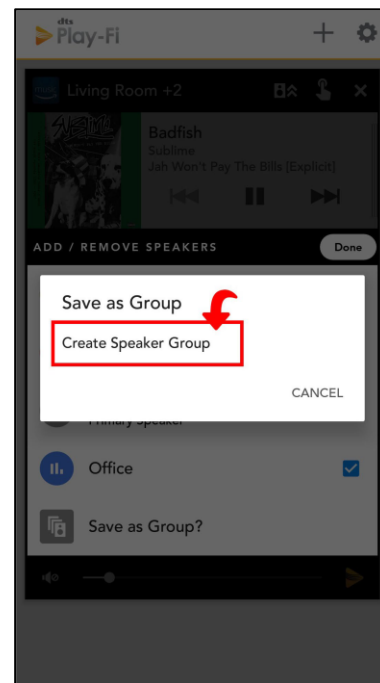 dts
Play-Fi
Living Room +2
Badfish
Sublime
Jah Won't Pay The Bills [Explicit]
ADD / REMOVE SPEAKERS
Done
Save as Group
Create Speaker Group
CANCEL
Primary Speaker
Office
Save as Group?